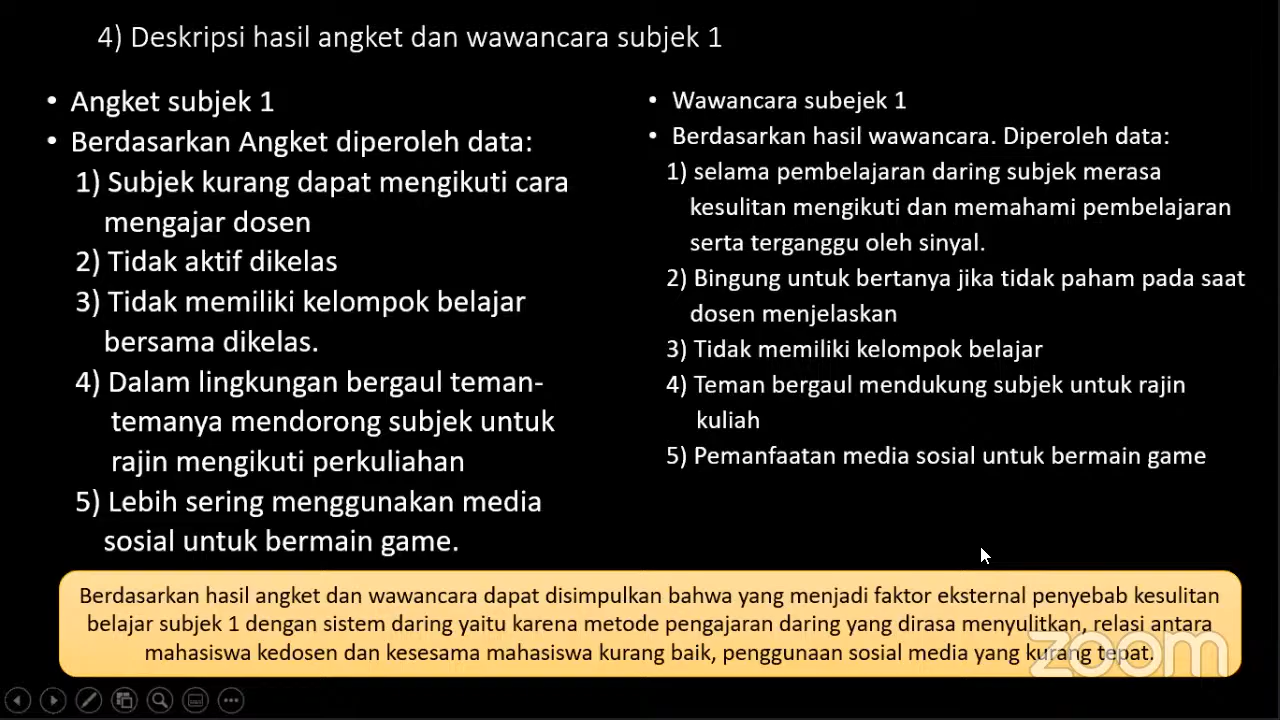 4) Deskripsi hasil angket dan wawancara subjek 1
• Angket subjek 1
• Berdasarkan Angket diperoleh data:
1) Subjek kurang dapat mengikuti cara
mengajar dosen
2) Tidak aktif dikelas
3) Tidak memiliki kelompok belajar
bersama dikelas.
4) Dalam lingkungan bergaul teman-
temanya mendorong subjek untuk
rajin mengikuti perkuliahan
5) Lebih sering menggunakan media
sosial untuk bermain game.
• Wawancara subejek 1
• Berdasarkan hasil wawancara. Diperoleh data:
1) selama pembelajaran daring subjek merasa
kesulitan mengikuti dan memahami pembelajaran
serta terganggu oleh sinyal.
2) Bingung untuk bertanya jika tidak paham pada saat
dosen menjelaskan
3) Tidak memiliki kelompok belajar
4) Teman bergaul mendukung subjek untuk rajin
kuliah
5) Pemanfaatan media sosial untuk bermain game
Berdasarkan hasil angket dan wawancara dapat disimpulkan bahwa yang menjadi faktor eksternal penyebab kesulitan
belajar subjek 1 dengan sistem daring yaitu karena metode pengajaran daring yang dirasa menyulitkan, relasi antara
mahasiswa kedosen dan kesesama mahasiswa kurang baik, penggunaan sosial media yang kurang tepat.
zoom